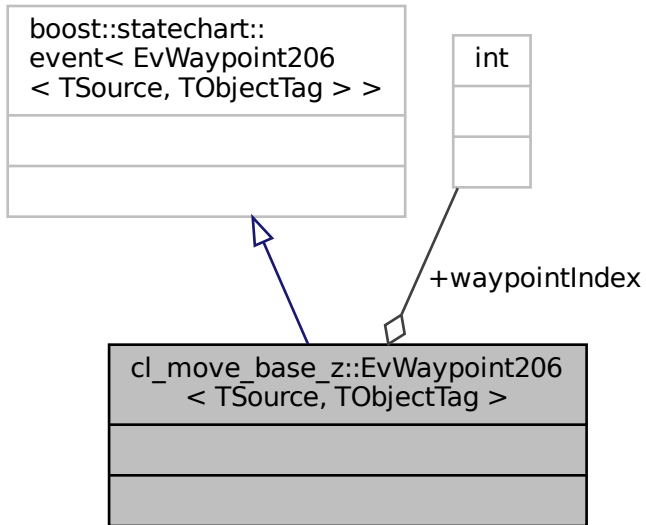 boost::statechart::
event< EvWaypoint206
< TSource, TObjectTag > >
int
+waypointIndex
cl_move_base_z::EvWaypoint206
< TSource, TObjectTag >